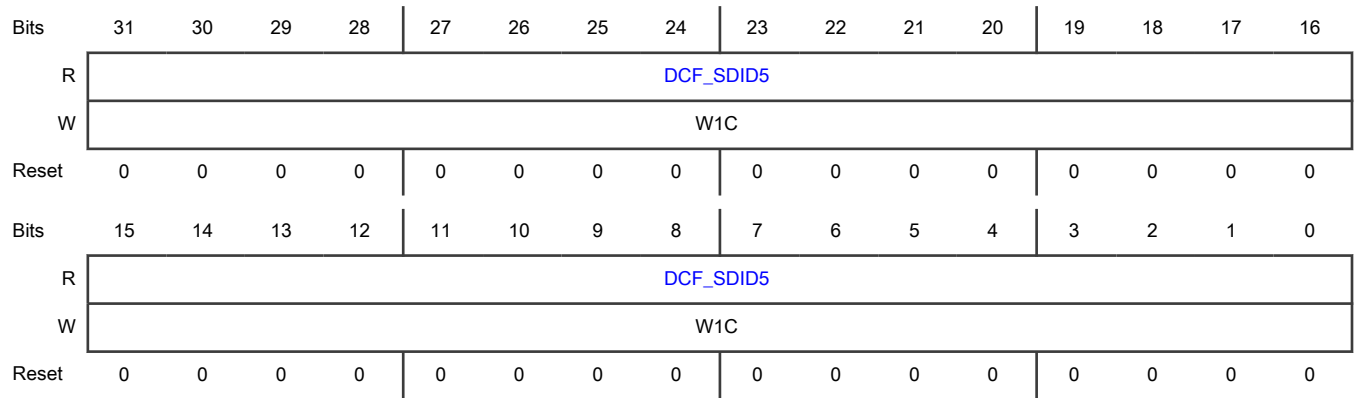 Bits 31 30 29 28 27 26 25 24 23 22 21 20 19 18 17 16
R DCF_SDID5
W W1C
Reset 0 0 0 0 0 0 0 0 0 0 0 0 0 0 0 0
Bits 15 14 13 12 11 10 9 8 7 6 5 4 3 2 1 0
R DCF_SDID5
W W1C
Reset 0 0 0 0 0 0 0 0 0 0 0 0 0 0 0 0